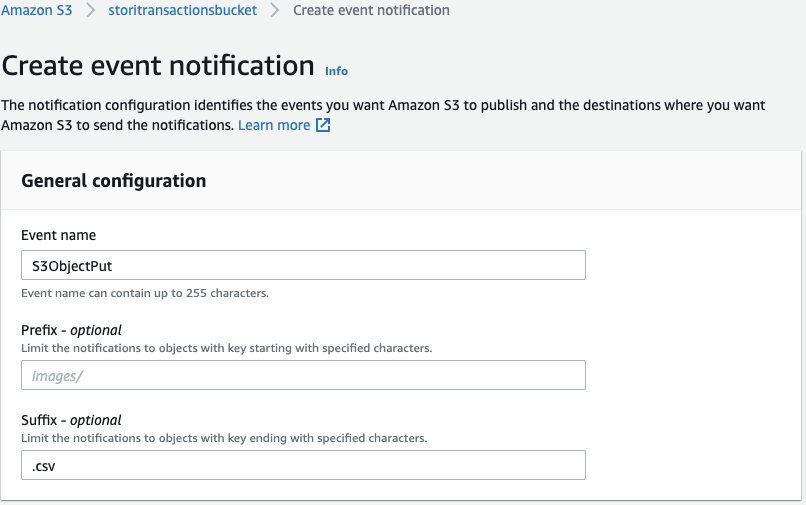 Amazon S3 > storitransactionsbucket > Create event notification
Create event notification Info
The notification configuration identifies the events you want Amazon S3 to publish and the destinations where you want
Amazon S3 to send the notifications. Learn more
General configuration
Event name
S3ObjectPut
Event name can contain up to 255 characters.
Prefix - optional
Limit the notifications to objects with key starting with specified characters.
images/
Suffix - optional
Limit the notifications to objects with key ending with specified characters.
.csv